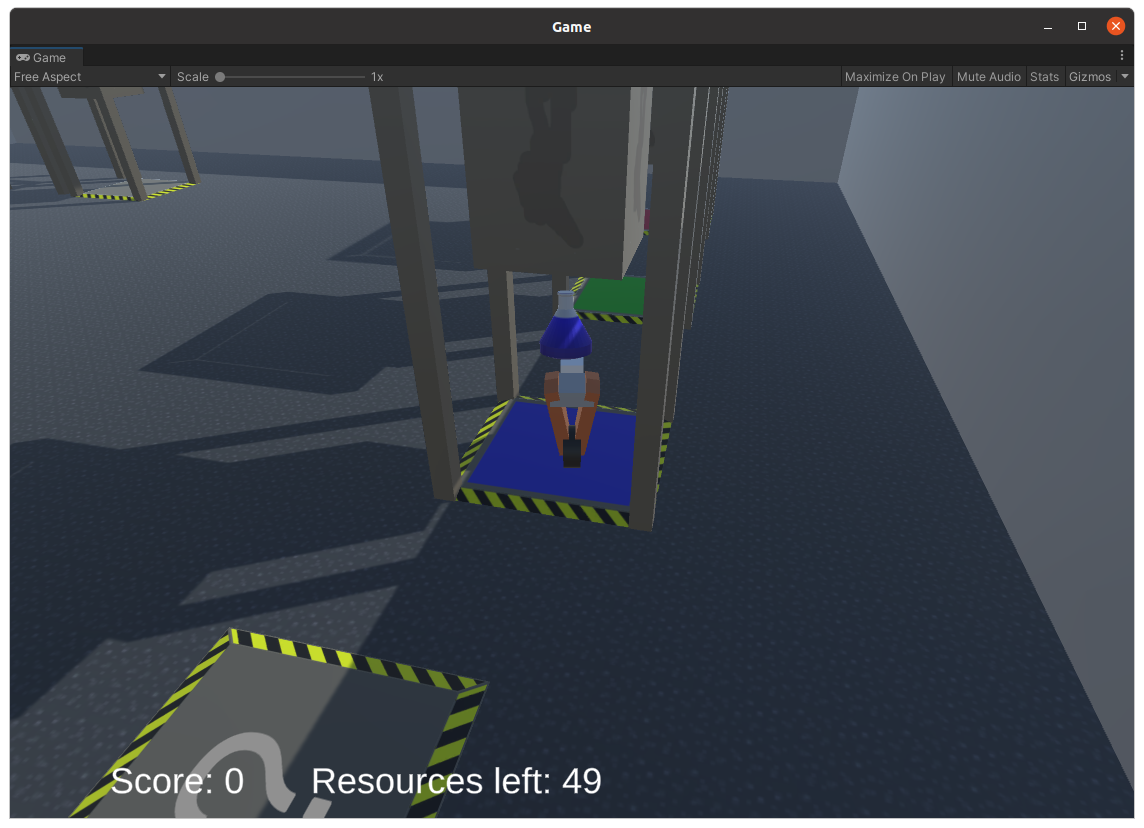 Game
Game
Free Aspect Scale 1x Maximize On Play Mute Audio Stats Gizmos
?
Score: 0 Resources left: 49